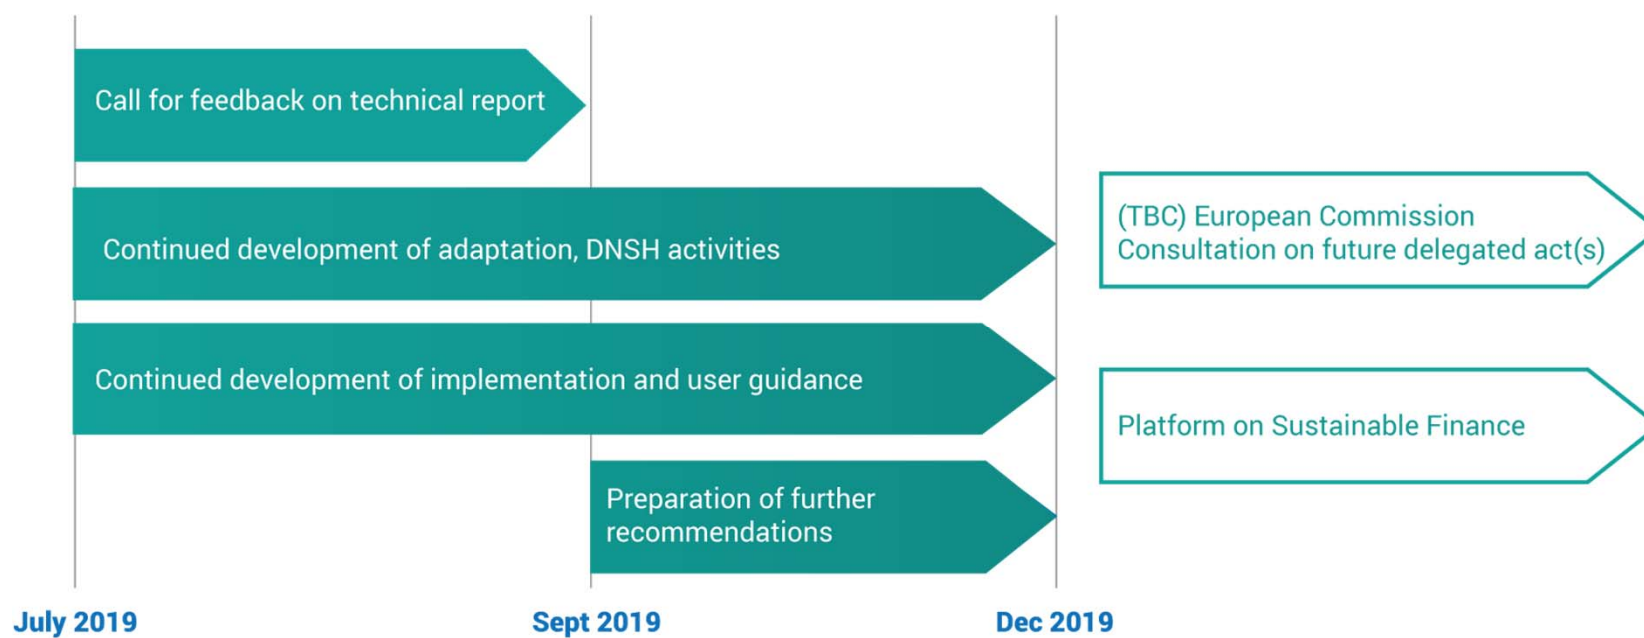 Call for feedback on technical report
Continued development of adaptation, DNSH activities
(TBC) European Commission
Consultation on future delegated act(s)
Continued development of implementation and user guidance
Platform on Sustainable Finance
Preparation of further
recommendations
July 2019
Sept 2019
Dec 2019